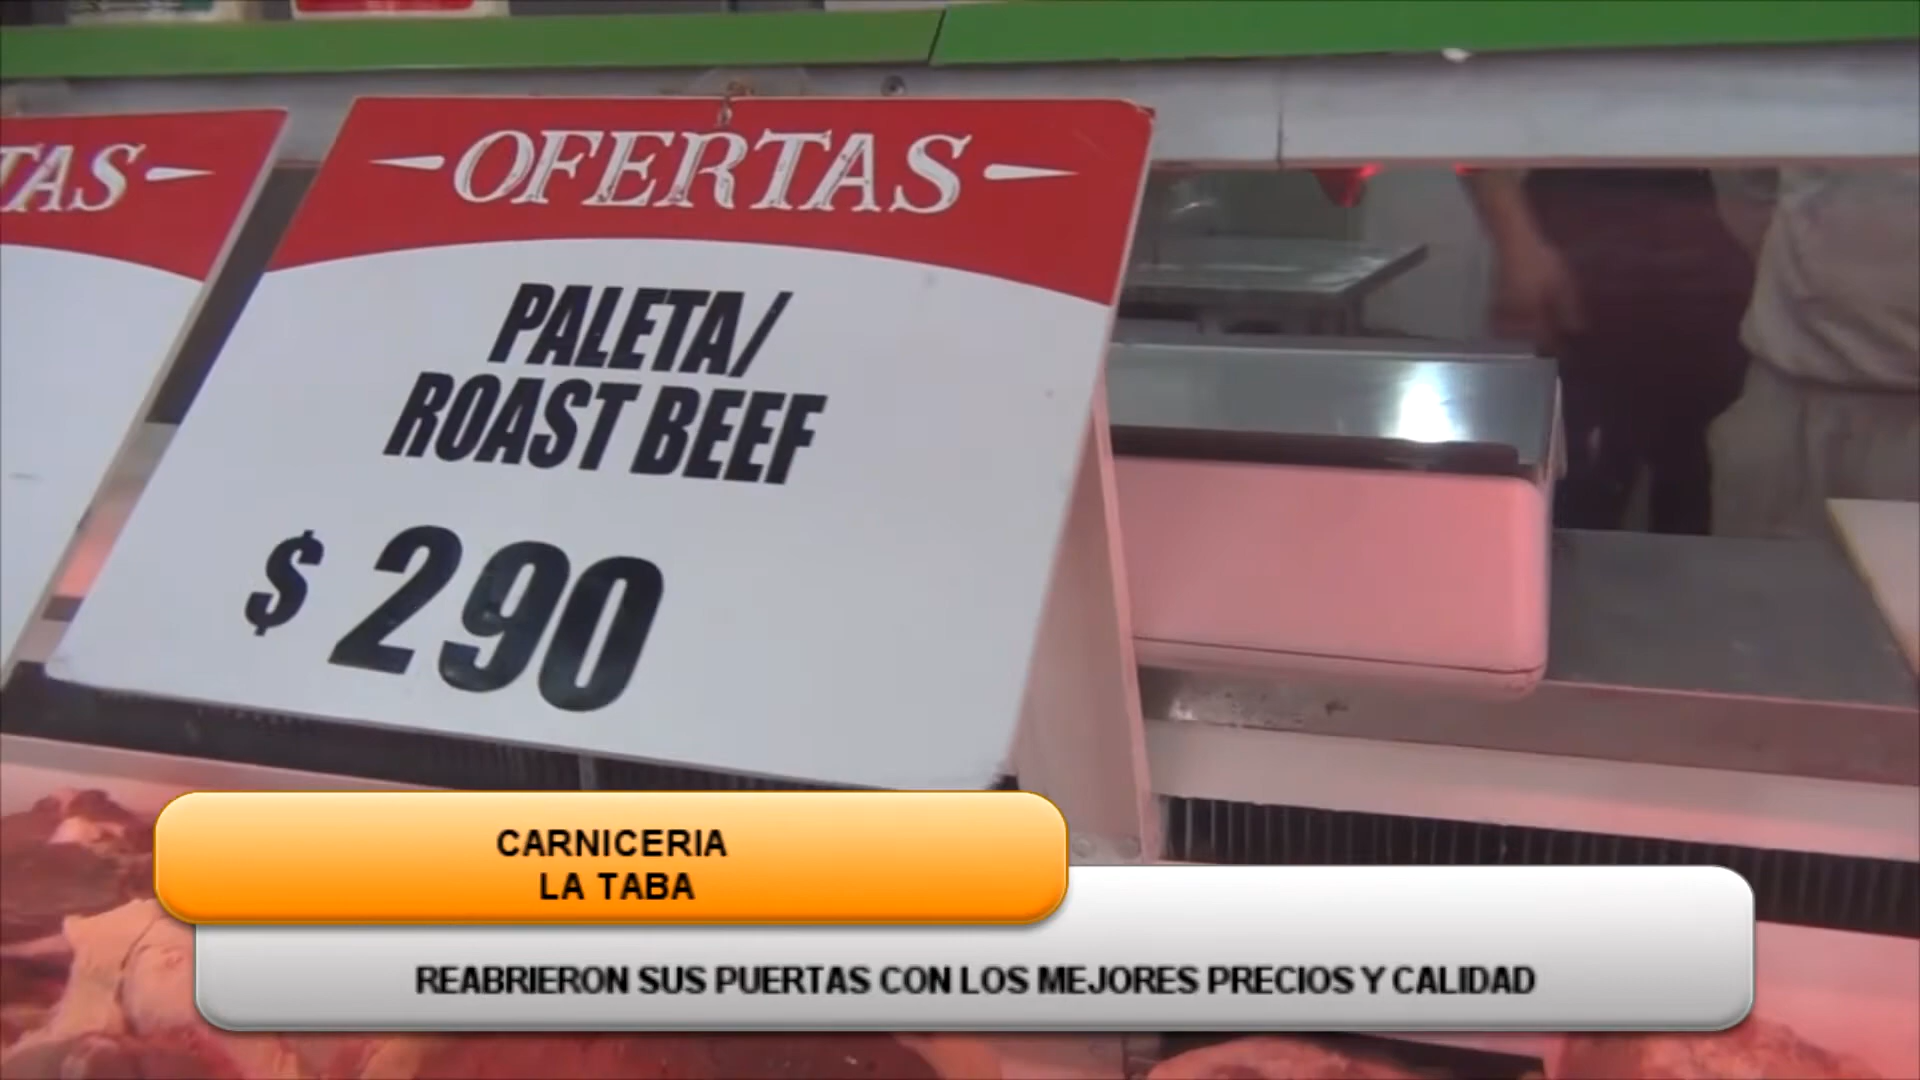 TAS
OFERTAS
PALETA/
ROAST BEEF
$ 290
CARNICERIA
LA TABA
REABRIERON SUS PUERTAS CON LOS MEJORES PRECIOS Y CALIDAD